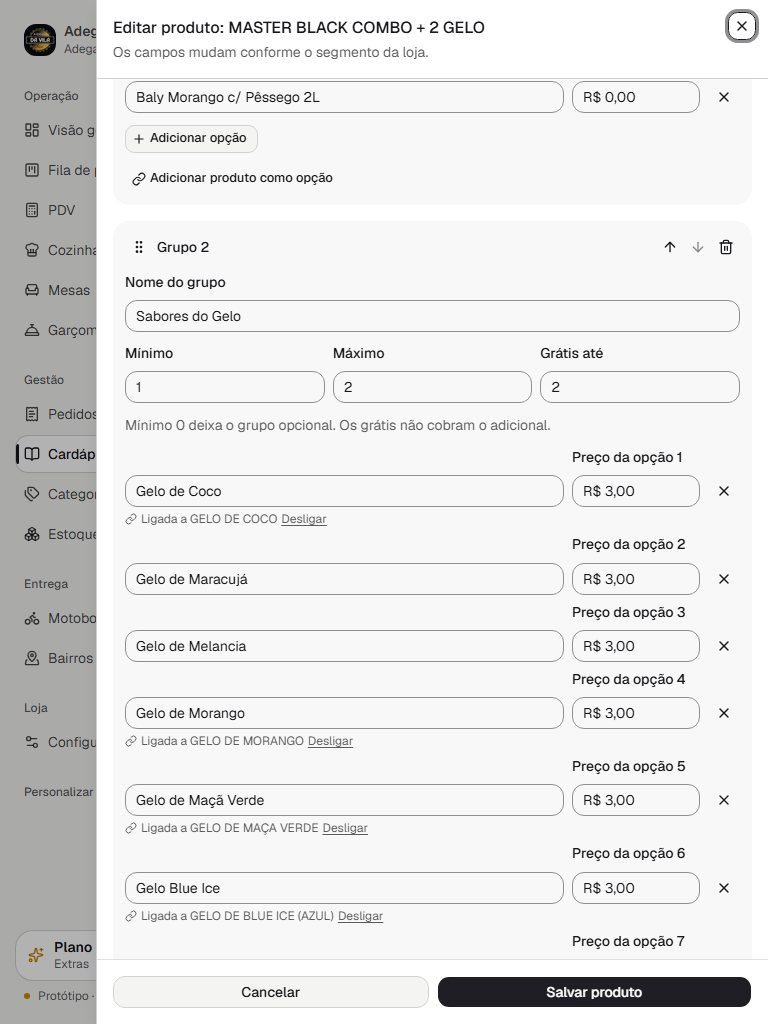 Editar produto: MASTER BLACK COMBO + 2 GELO
Os campos mudam conforme o segmento da loja.
DA VILA
Adeg
Adega
Operação
Visão g
Fila de p
PDV
Cozinha
Mesas
Garçom
Gestão
Pedidos
Cardáp
Categor
Estoque
Entrega
Motobo
Bairros
Loja
Configu
Personalizar
Plano
Extras
Protótipo ·
Baly Morango c/ Pêssego 2L
R$ 0,00
Adicionar opção
Adicionar produto como opção
Grupo 2
Nome do grupo
Sabores do Gelo
Mínimo Máximo Grátis até
1 2 2
Mínimo 0 deixa o grupo opcional. Os grátis não cobram o adicional.
Preço da opção 1
Gelo de Coco R$ 3,00
Ligada a GELO DE COCO Desligar
Preço da opção 2
Gelo de Maracujá R$ 3,00
Preço da opção 3
Gelo de Melancia R$ 3,00
Preço da opção 4
Gelo de Morango R$ 3,00
Ligada a GELO DE MORANGO Desligar
Preço da opção 5
Gelo de Maçã Verde R$ 3,00
Ligada a GELO DE MAÇA VERDE Desligar
Preço da opção 6
Gelo Blue Ice R$ 3,00
Ligada a GELO DE BLUE ICE (AZUL) Desligar
Preço da opção 7
Cancelar
Salvar produto